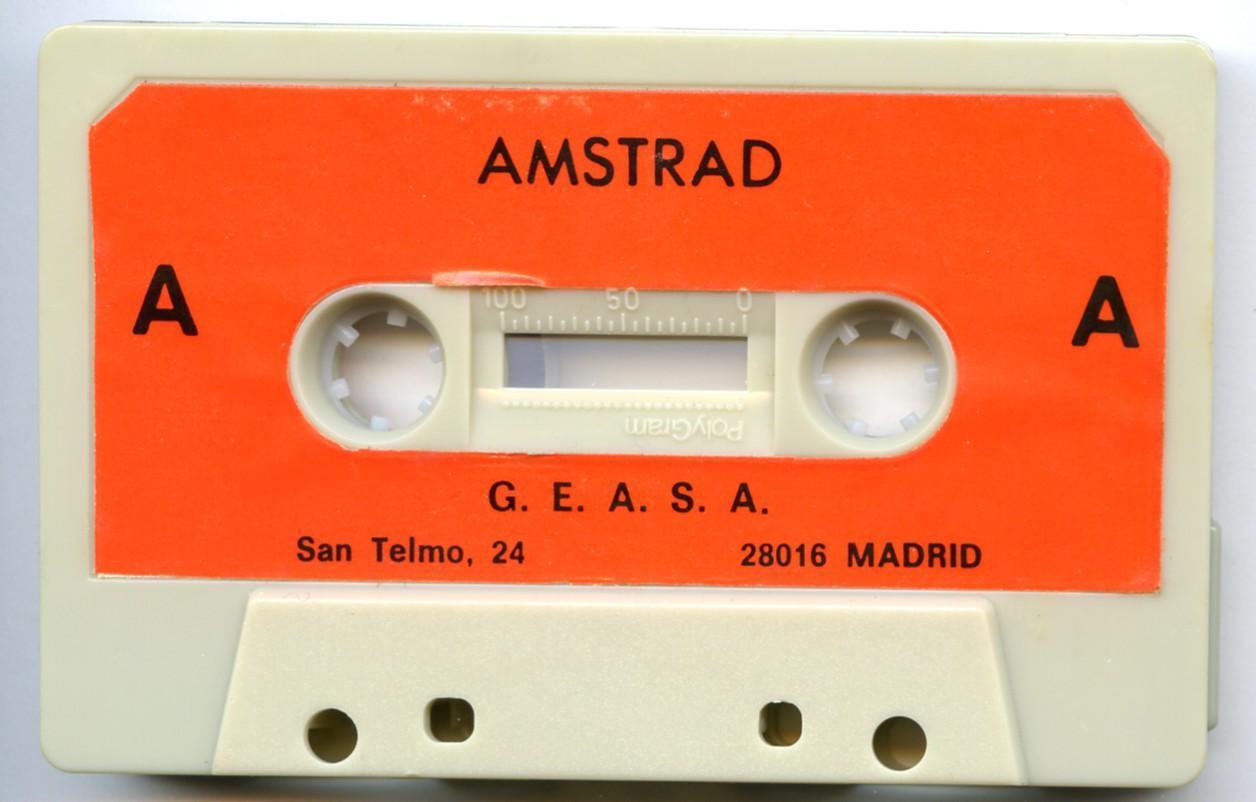 AMSTRAD
A A
100 50 0
PolyGram
G. E. A. S. A.
San Telmo, 24 28016 MADRID